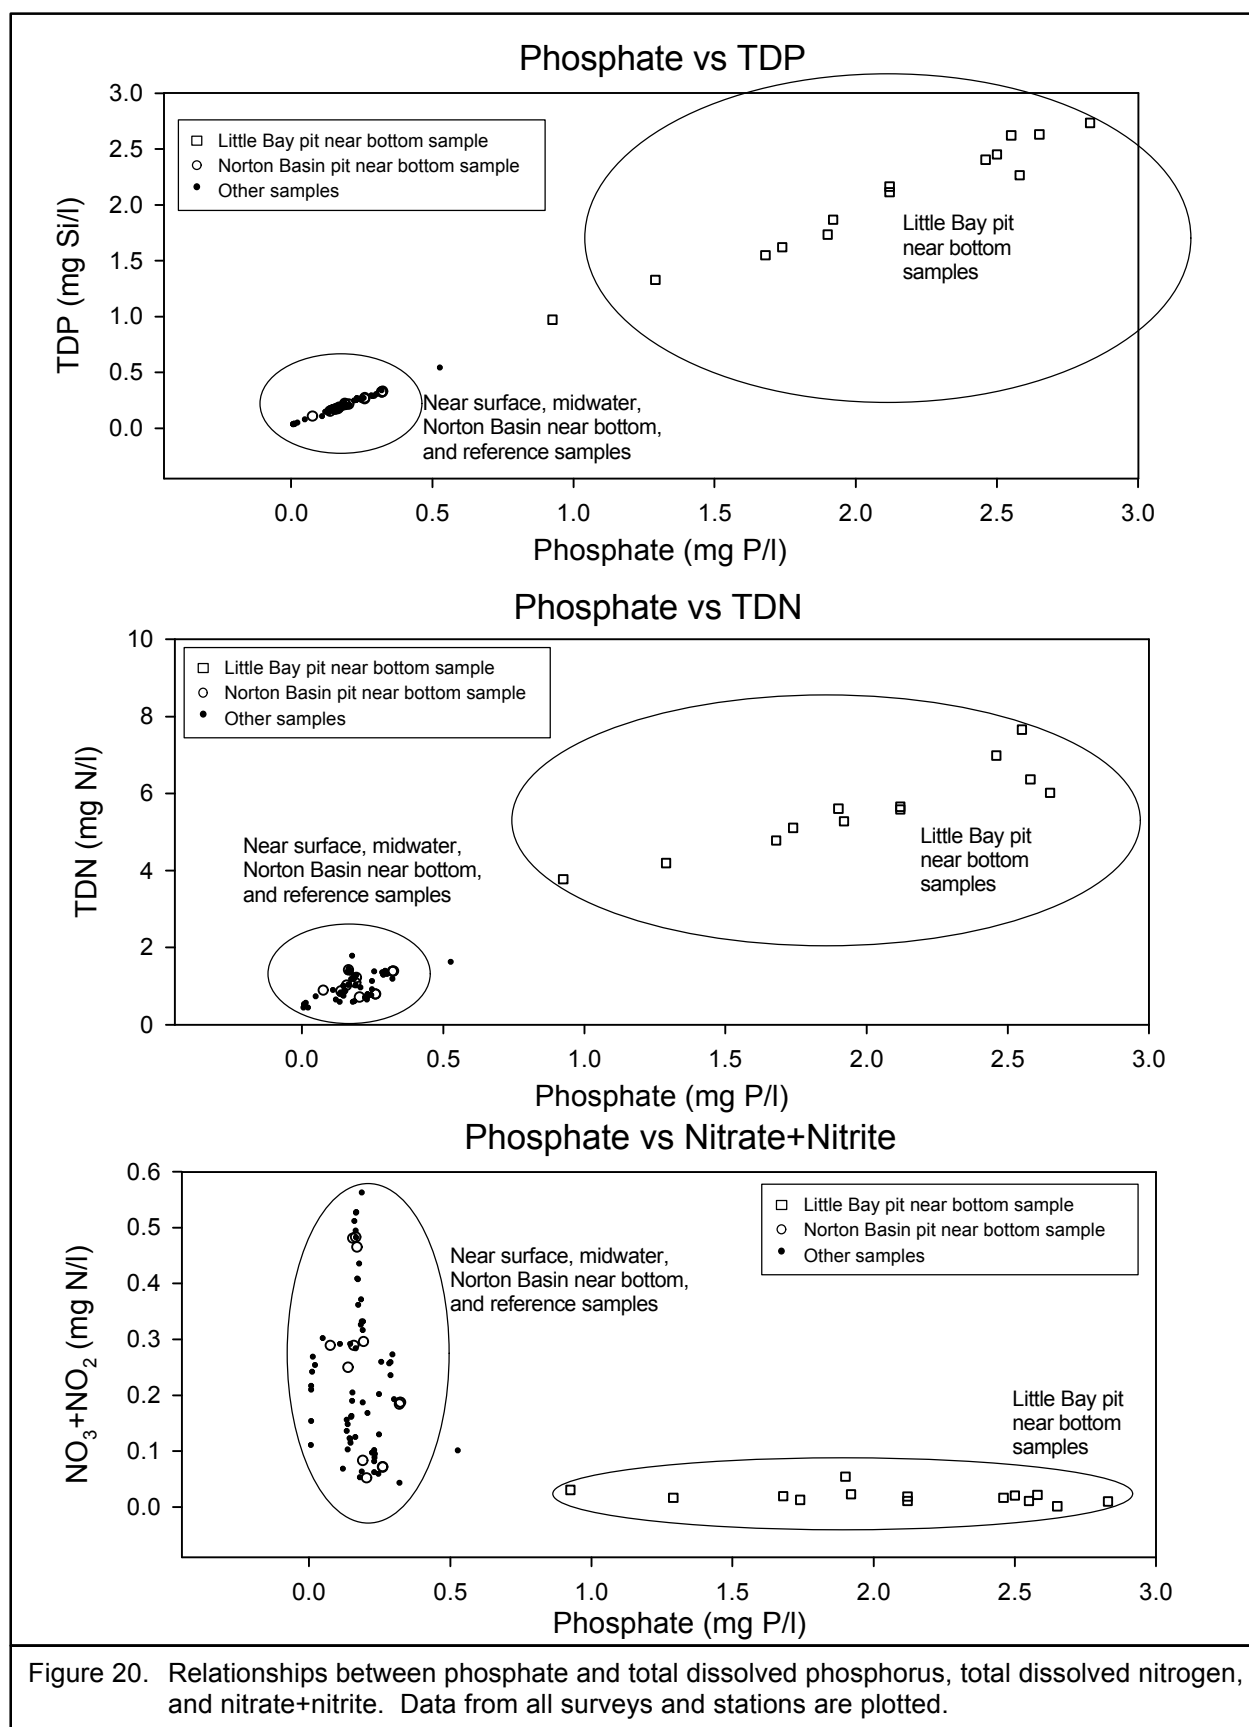 Phosphate vs TDP
3.0
2.5
2.0
1.5
1.0
0.5
0.0
TDP (mg Si/l)
Little Bay pit near bottom sample
Norton Basin pit near bottom sample
Other samples
Little Bay pit
near bottom
samples
Near surface, midwater,
Norton Basin near bottom,
and reference samples
0.0 0.5 1.0 1.5 2.0 2.5 3.0
Phosphate (mg P/l)
Phosphate vs TDN
10
8
6
4
2
0
TDN (mg N/l)
Little Bay pit near bottom sample
Norton Basin pit near bottom sample
Other samples
Little Bay pit
near bottom
samples
Near surface, midwater,
Norton Basin near bottom,
and reference samples
0.0 0.5 1.0 1.5 2.0 2.5 3.0
Phosphate (mg P/l)
Phosphate vs Nitrate+Nitrite
0.6
0.5
0.4
0.3
0.2
0.1
0.0
NO3+NO2 (mg N/l)
Little Bay pit near bottom sample
Norton Basin pit near bottom sample
Other samples
Near surface, midwater,
Norton Basin near bottom,
and reference samples
Little Bay pit
near bottom
samples
0.0 0.5 1.0 1.5 2.0 2.5 3.0
Phosphate (mg P/l)
Figure 20. Relationships between phosphate and total dissolved phosphorus, total dissolved nitrogen,
and nitrate+nitrite. Data from all surveys and stations are plotted.